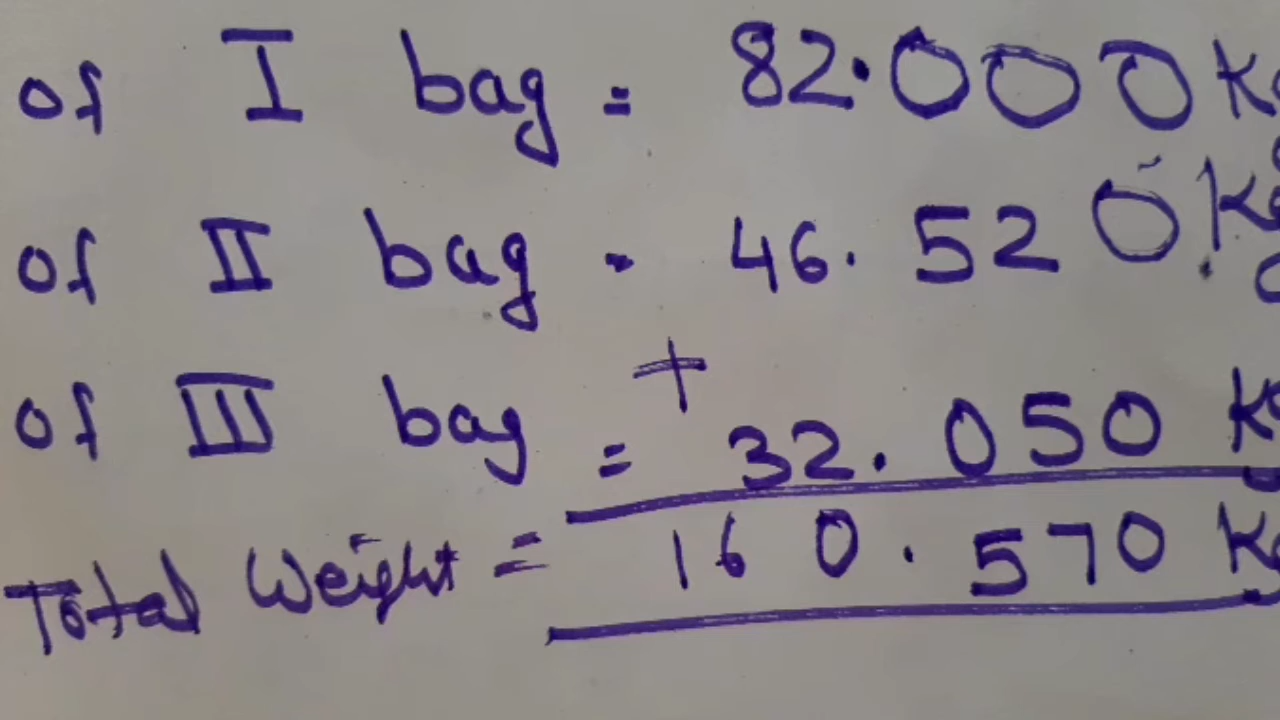 of I bag = 82.000 Kg
of II bag = 46.520 Kg
+
of III bag = 32.050 Kg
Total Weight = 160.570 Kg